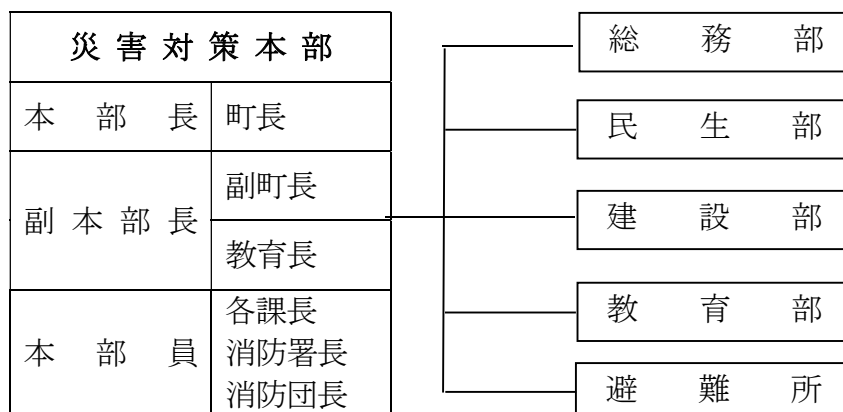 災害対策本部
本部長 町長
副本部長 副町長
教育長
本部員 各課長
消防署長
消防団長
総務部
民生部
建設部
教育部
避難所